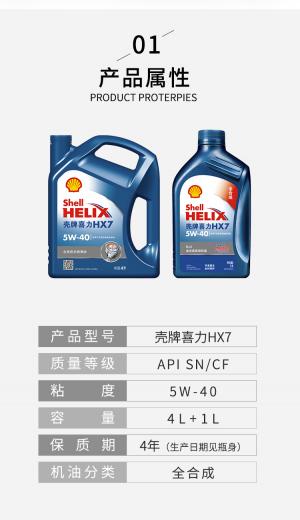 01
产品属性
PRODUCT PROTERPIES
Shell
HELIX
壳牌喜力HX7
5W-40
4L
Shell
HELIX
壳牌喜力HX7
5W-40
产品型号 壳牌喜力HX7
质量等级 API SN/CF
粘度 5W-40
容量 4L+1L
保质期 4年（生产日期见瓶身）
机油分类 全合成